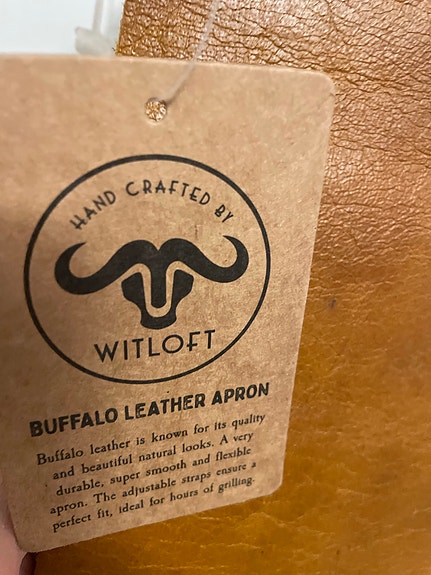 HAND CRAFTED BY
WITLOFT
BUFFALO LEATHER APRON
Buffalo leather is known for its quality
and beautiful natural looks. A very
durable, super smooth and flexible
apron. The adjustable straps ensure a
perfect fit, ideal for hours of grilling.